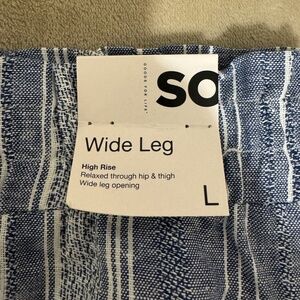 GOODS FOR LIFE
SO
Wide Leg
High Rise
Relaxed through hip & thigh
Wide leg opening
L